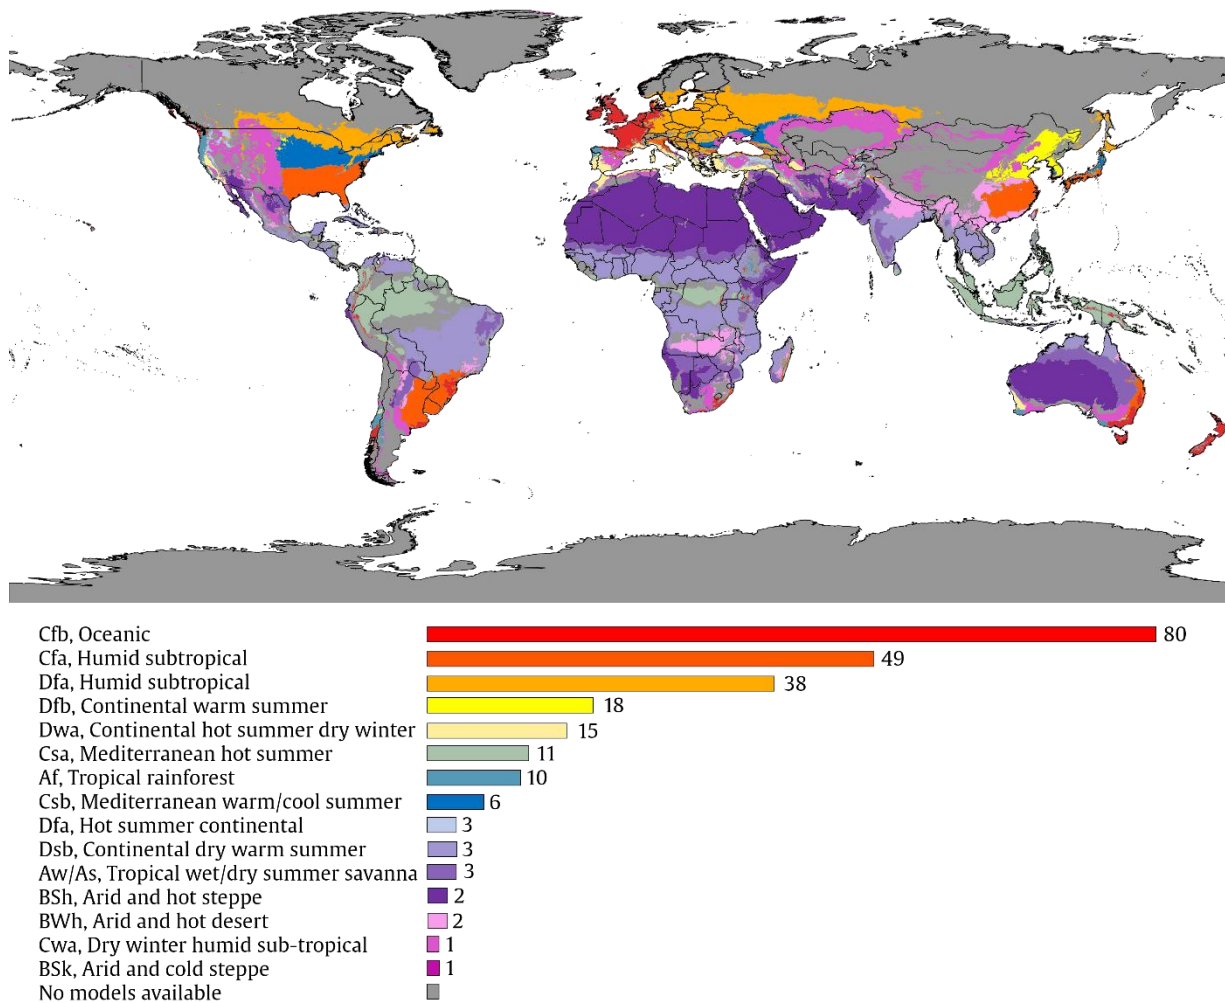 Cfb, Oceanic 80
Cfa, Humid subtropical 49
Dfa, Humid subtropical 38
Dfb, Continental warm summer 18
Dwa, Continental hot summer dry winter 15
Csa, Mediterranean hot summer 11
Af, Tropical rainforest 10
Csb, Mediterranean warm/cool summer 6
Dfa, Hot summer continental 3
Dsb, Continental dry warm summer 3
Aw/As, Tropical wet/dry summer savanna 3
BSh, Arid and hot steppe 2
BWh, Arid and hot desert 2
Cwa, Dry winter humid sub-tropical 1
BSk, Arid and cold steppe 1
No models available